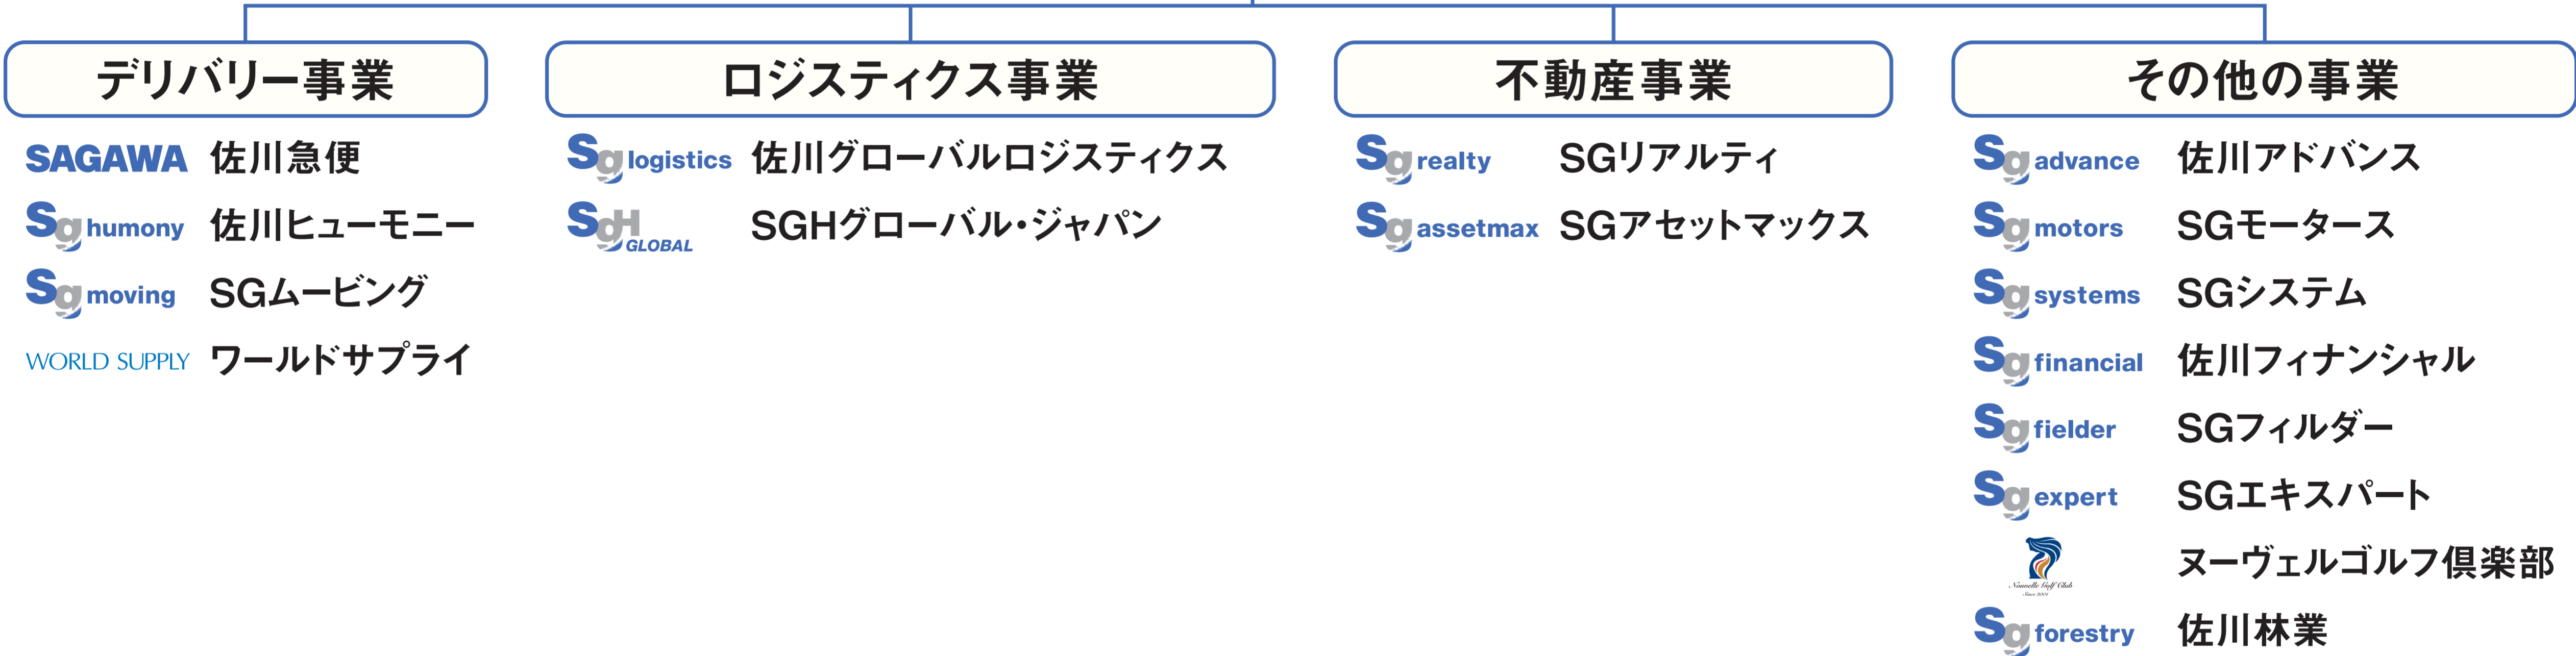 デリバリー事業
SAGAWA 佐川急便
Sg humony 佐川ヒューモニー
Sg moving SGムービング
WORLD SUPPLY ワールドサプライ
ロジスティクス事業
Sg logistics 佐川グローバルロジスティクス
SgH GLOBAL SGHグローバル・ジャパン
不動産事業
Sg realty SGリアルティ
Sg assetmax SGアセットマックス
その他の事業
Sg advance 佐川アドバンス
Sg motors SGモータース
Sg systems SGシステム
Sg financial 佐川フィナンシャル
Sg fielder SGフィルダー
Sg expert SGエキスパート
Nouvelle Golf Club ヌーヴェルゴルフ倶楽部
Since 2001
Sg forestry 佐川林業